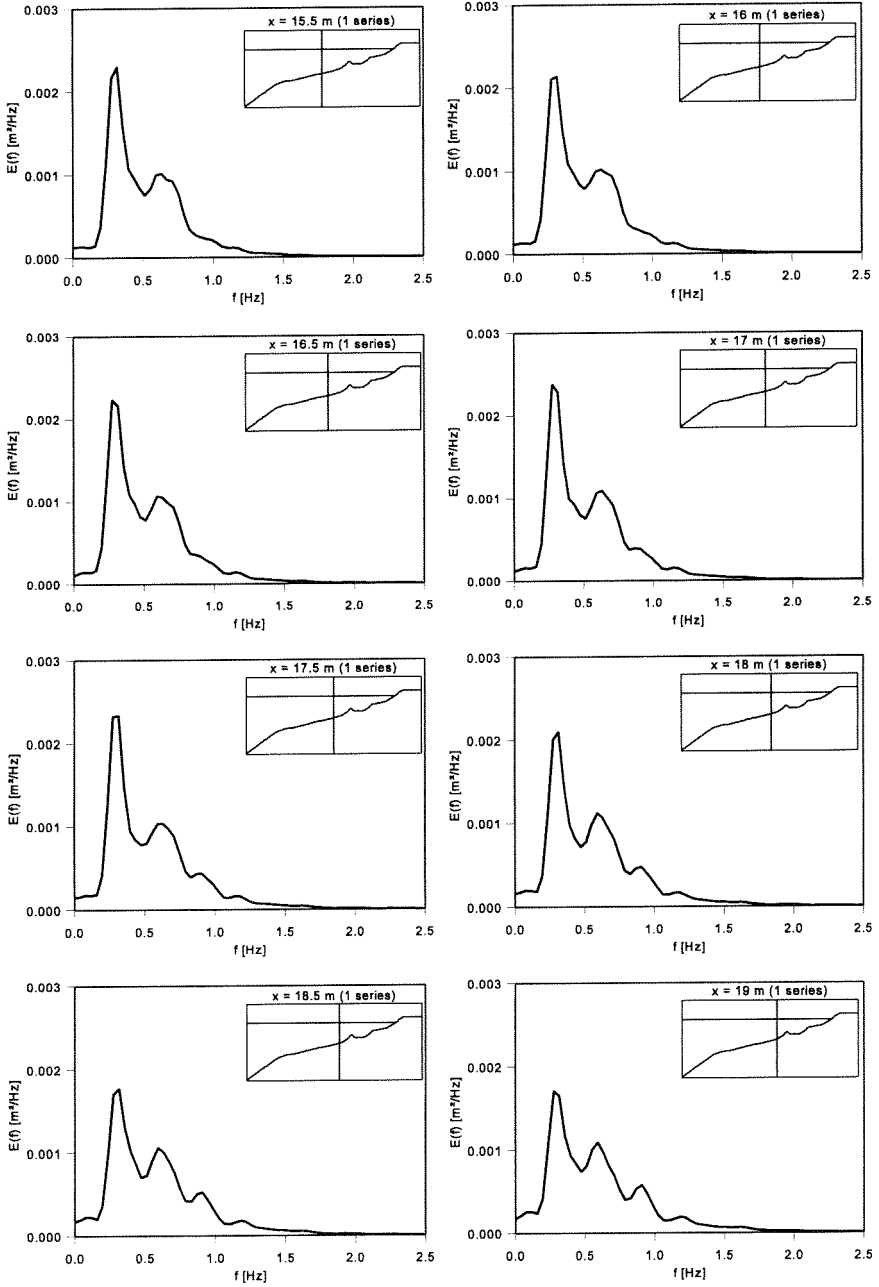 x = 15.5 m (1 series)
0.003
0.002
0.001
0.000
E(f) [m²/Hz]
0.0 0.5 1.0 1.5 2.0 2.5
f [Hz]
x = 16 m (1 series)
0.003
0.002
0.001
0.000
E(f) [m²/Hz]
0.0 0.5 1.0 1.5 2.0 2.5
f [Hz]
x = 16.5 m (1 series)
0.003
0.002
0.001
0.000
E(f) [m²/Hz]
0.0 0.5 1.0 1.5 2.0 2.5
f [Hz]
x = 17 m (1 series)
0.003
0.002
0.001
0.000
E(f) [m²/Hz]
0.0 0.5 1.0 1.5 2.0 2.5
f [Hz]
x = 17.5 m (1 series)
0.003
0.002
0.001
0.000
E(f) [m²/Hz]
0.0 0.5 1.0 1.5 2.0 2.5
f [Hz]
x = 18 m (1 series)
0.003
0.002
0.001
0.000
E(f) [m²/Hz]
0.0 0.5 1.0 1.5 2.0 2.5
f [Hz]
x = 18.5 m (1 series)
0.003
0.002
0.001
0.000
E(f) [m²/Hz]
0.0 0.5 1.0 1.5 2.0 2.5
f [Hz]
x = 19 m (1 series)
0.003
0.002
0.001
0.000
E(f) [m²/Hz]
0.0 0.5 1.0 1.5 2.0 2.5
f [Hz]